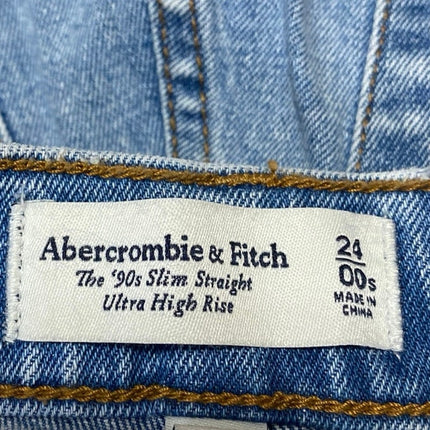 Abercrombie & Fitch
The '90s Slim Straight
Ultra High Rise
24
00s
MADE IN
CHINA